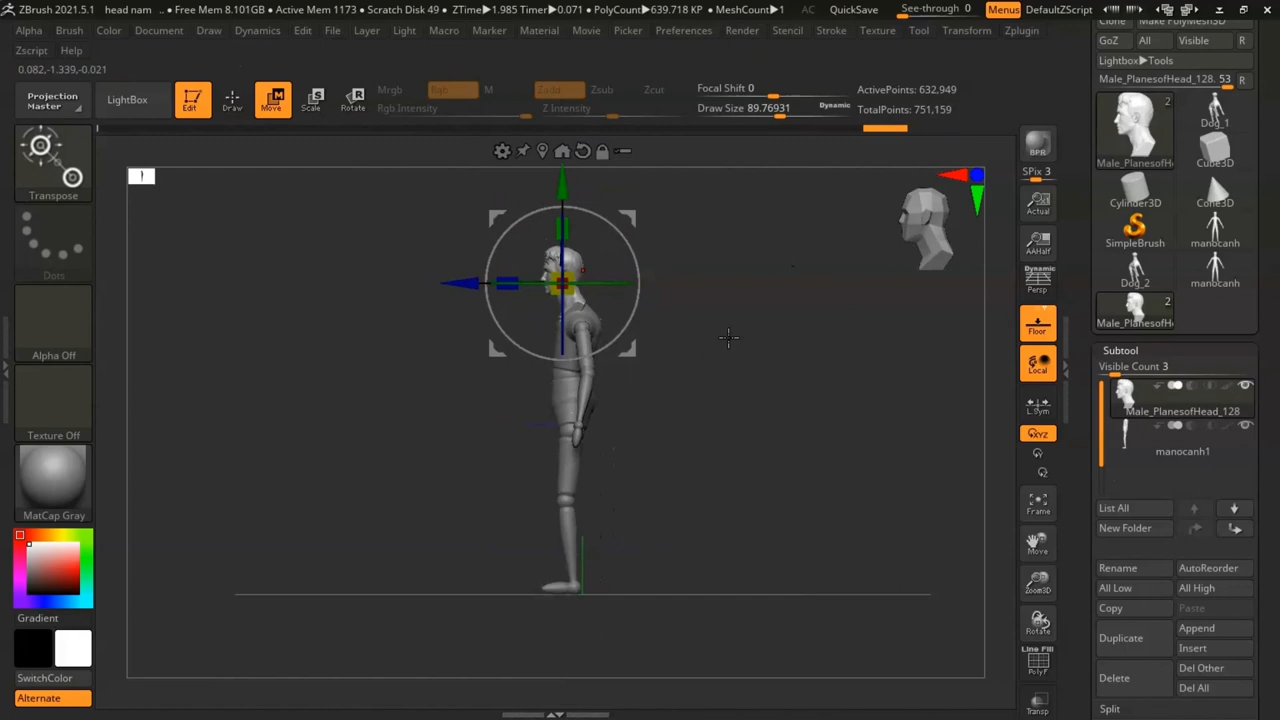 ZBrush 2021.5.1 head nam .. • Free Mem 8.101GB • Active Mem 1173 • Scratch Disk 49 • ZTime▶1.985 Timer▶0.071 • PolyCount▶639.718 KP • MeshCount▶1 AC QuickSave See-through 0 Menus DefaultZScript
Alpha Brush Color Document Draw Dynamics Edit File Layer Light Macro Marker Material Movie Picker Preferences Render Stencil Stroke Texture Tool Transform Zplugin
Zscript Help
0.082,-1.339,-0.021
Projection
Master
LightBox
Edit
Draw
Move
Scale
Rotate
Mrgb Rgb M
Rgb Intensity
Zadd Zsub Zcut
Z Intensity
Focal Shift 0
Draw Size 89.76931 Dynamic
ActivePoints: 632,949
TotalPoints: 751,159
Transpose
Dots
Alpha Off
Texture Off
MatCap Gray
Gradient
SwitchColor
Alternate
BPR
SPix 3
Actual
AAHalf
Dynamic
Persp
Floor
Local
L.Sym
XYZ
Y
Z
Frame
Move
Zoom3D
Rotate
Line Fill
PolyF
Transp
Clone Make PolyMesh3D
GoZ All Visible R
Lightbox▶Tools
Male_PlanesofHead_128. 53 R
2
Male_PlanesofH
Dog_1
Cube3D
Cylinder3D
Cone3D
SimpleBrush
manocanh
Dog_2
manocanh
2
Male_PlanesofHe
Subtool
Visible Count 3
Male_PlanesofHead_128
manocanh1
List All
New Folder
Rename AutoReorder
All Low All High
Copy Paste
Duplicate
Append
Insert
Delete
Del Other
Del All
Split